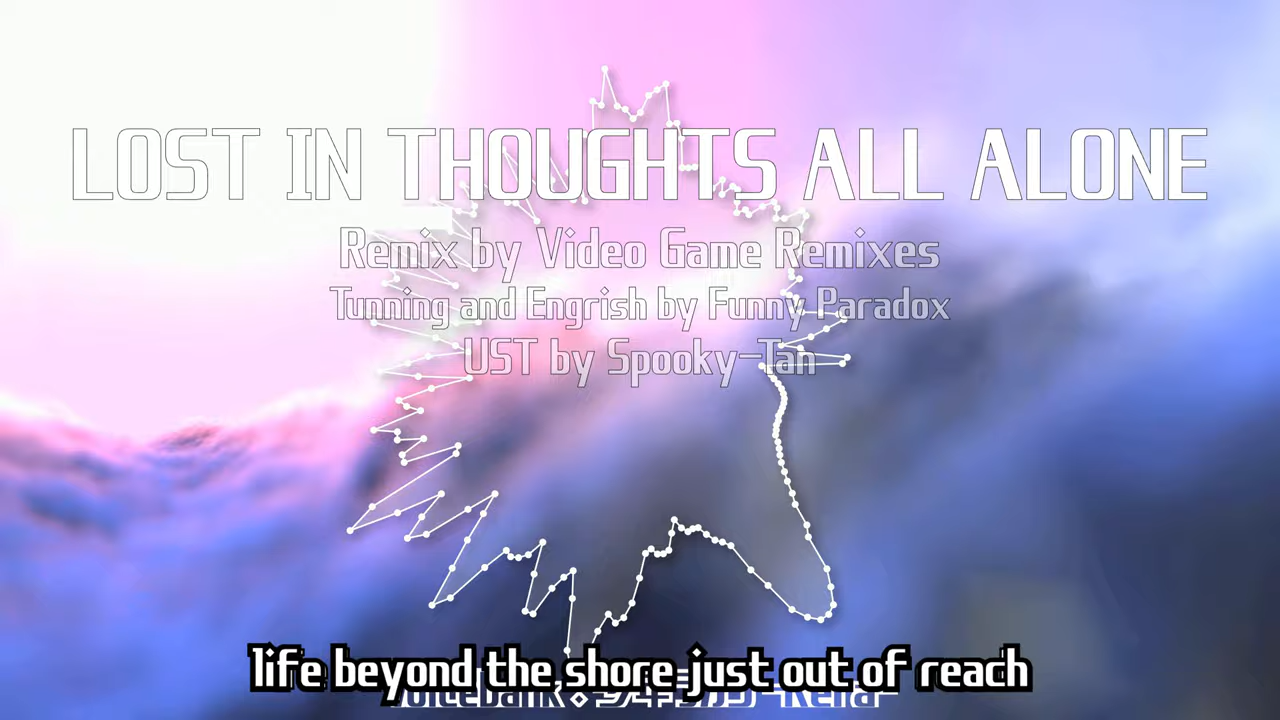 LOST IN THOUGHTS ALL ALONE
Remix by Video Game Remixes
Tunning and Engrish by Funny Paradox
UST by Spooky-Tan
life beyond the shore just out of reach
Voicebank: